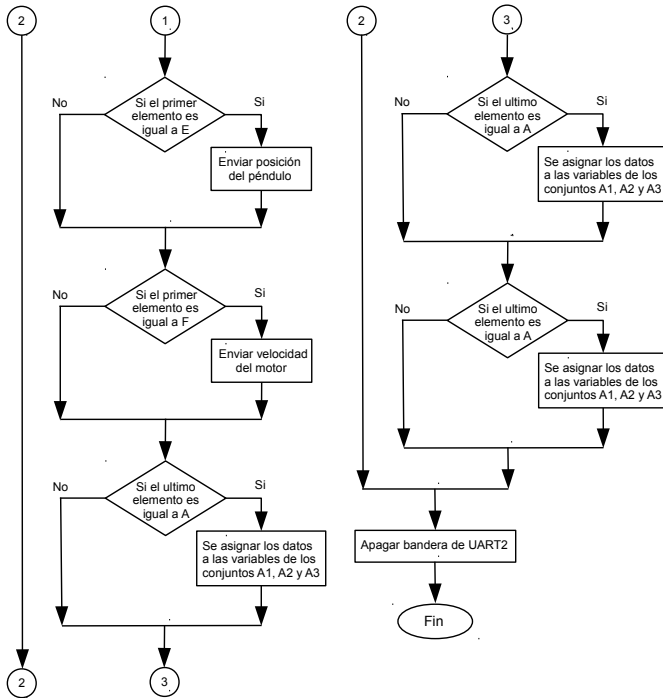 2
1
Si el primer
elemento es
igual a E
No
Si
Enviar posición
del péndulo
Si el primer
elemento es
igual a F
No
Si
Enviar velocidad
del motor
Si el ultimo
elemento es
igual a A
No
Si
Se asignar los datos
a las variables de los
conjuntos A1, A2 y A3
2
3
2
3
Si el ultimo
elemento es
igual a A
No
Si
Se asignar los datos
a las variables de los
conjuntos A1, A2 y A3
Si el ultimo
elemento es
igual a A
No
Si
Se asignar los datos
a las variables de los
conjuntos A1, A2 y A3
Apagar bandera de UART2
Fin